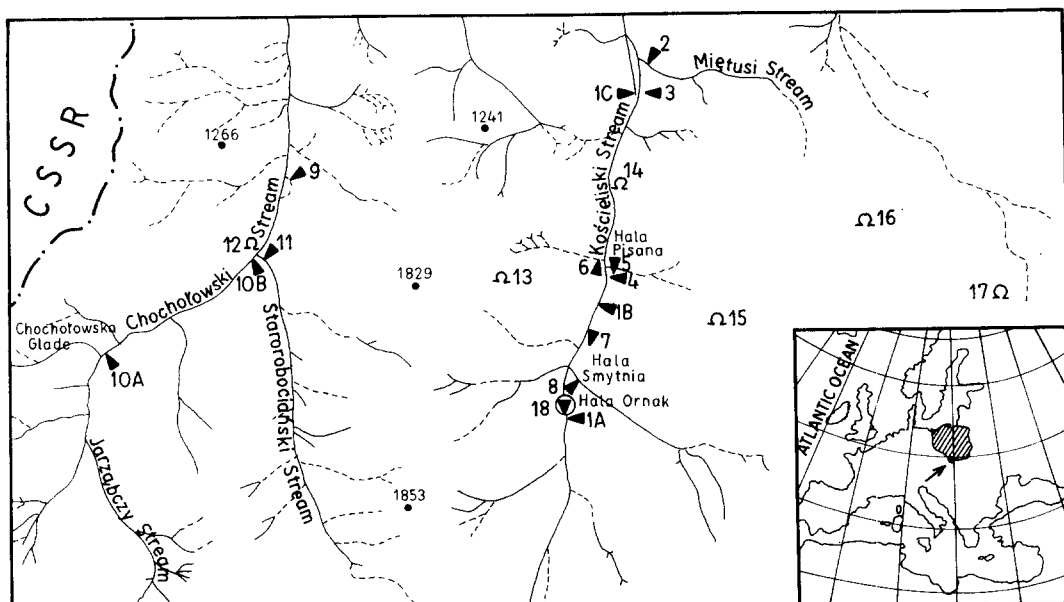 CSSR
1266
1241
2
Miętusi Stream
1C
3
Kościeliski Stream
14
9
16
12
Stream
11
Hala
Pisana
6
5
4
13
10B
1829
17
Chochołowski
1B
15
Chochołowska
Glade
7
10A
Starorobociański Stream
Hala
Smytnia
8
Hala Ornak
18
1A
Jarząbczy Stream
1853
ATLANTIC OCEAN